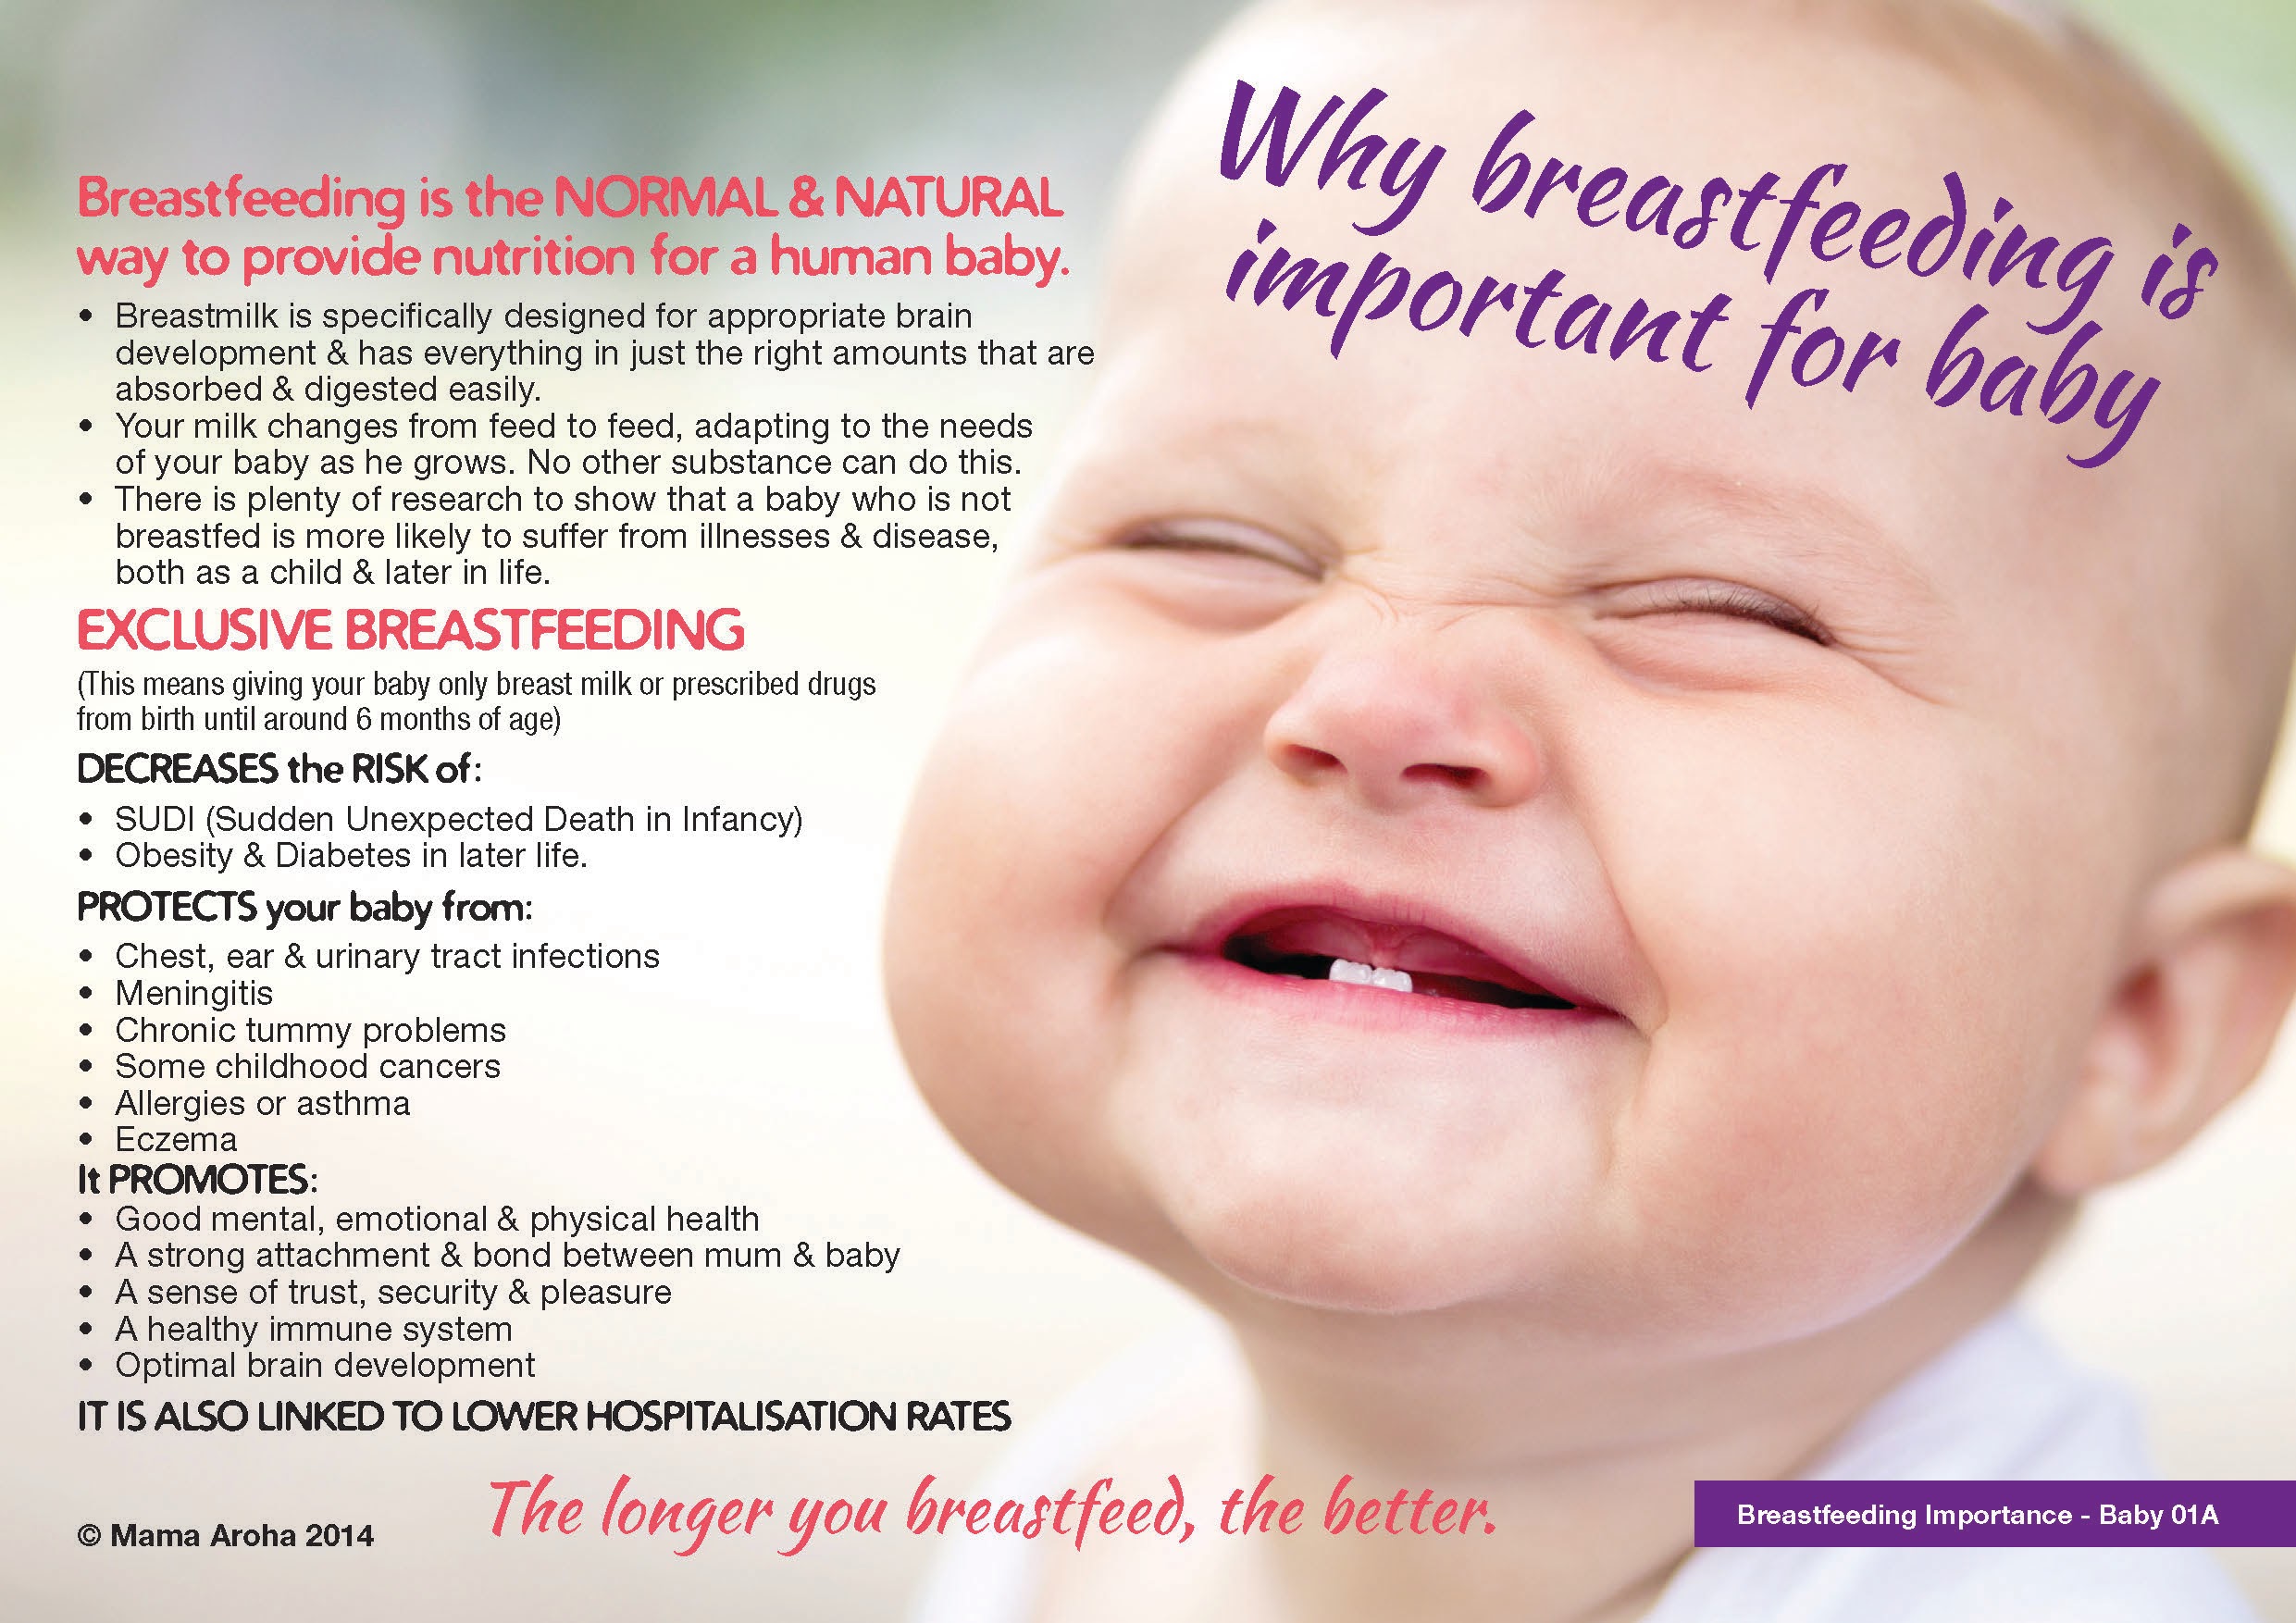 Why breastfeeding is
important for baby
Breastfeeding is the NORMAL & NATURAL
way to provide nutrition for a human baby.
• Breastmilk is specifically designed for appropriate brain
development & has everything in just the right amounts that are
absorbed & digested easily.
• Your milk changes from feed to feed, adapting to the needs
of your baby as he grows. No other substance can do this.
• There is plenty of research to show that a baby who is not
breastfed is more likely to suffer from illnesses & disease,
both as a child & later in life.
EXCLUSIVE BREASTFEEDING
(This means giving your baby only breast milk or prescribed drugs
from birth until around 6 months of age)
DECREASES the RISK of:
• SUDI (Sudden Unexpected Death in Infancy)
• Obesity & Diabetes in later life.
PROTECTS your baby from:
• Chest, ear & urinary tract infections
• Meningitis
• Chronic tummy problems
• Some childhood cancers
• Allergies or asthma
• Eczema
It PROMOTES:
• Good mental, emotional & physical health
• A strong attachment & bond between mum & baby
• A sense of trust, security & pleasure
• A healthy immune system
• Optimal brain development
IT IS ALSO LINKED TO LOWER HOSPITALISATION RATES
The longer you breastfeed, the better.
© Mama Aroha 2014
Breastfeeding Importance - Baby 01A